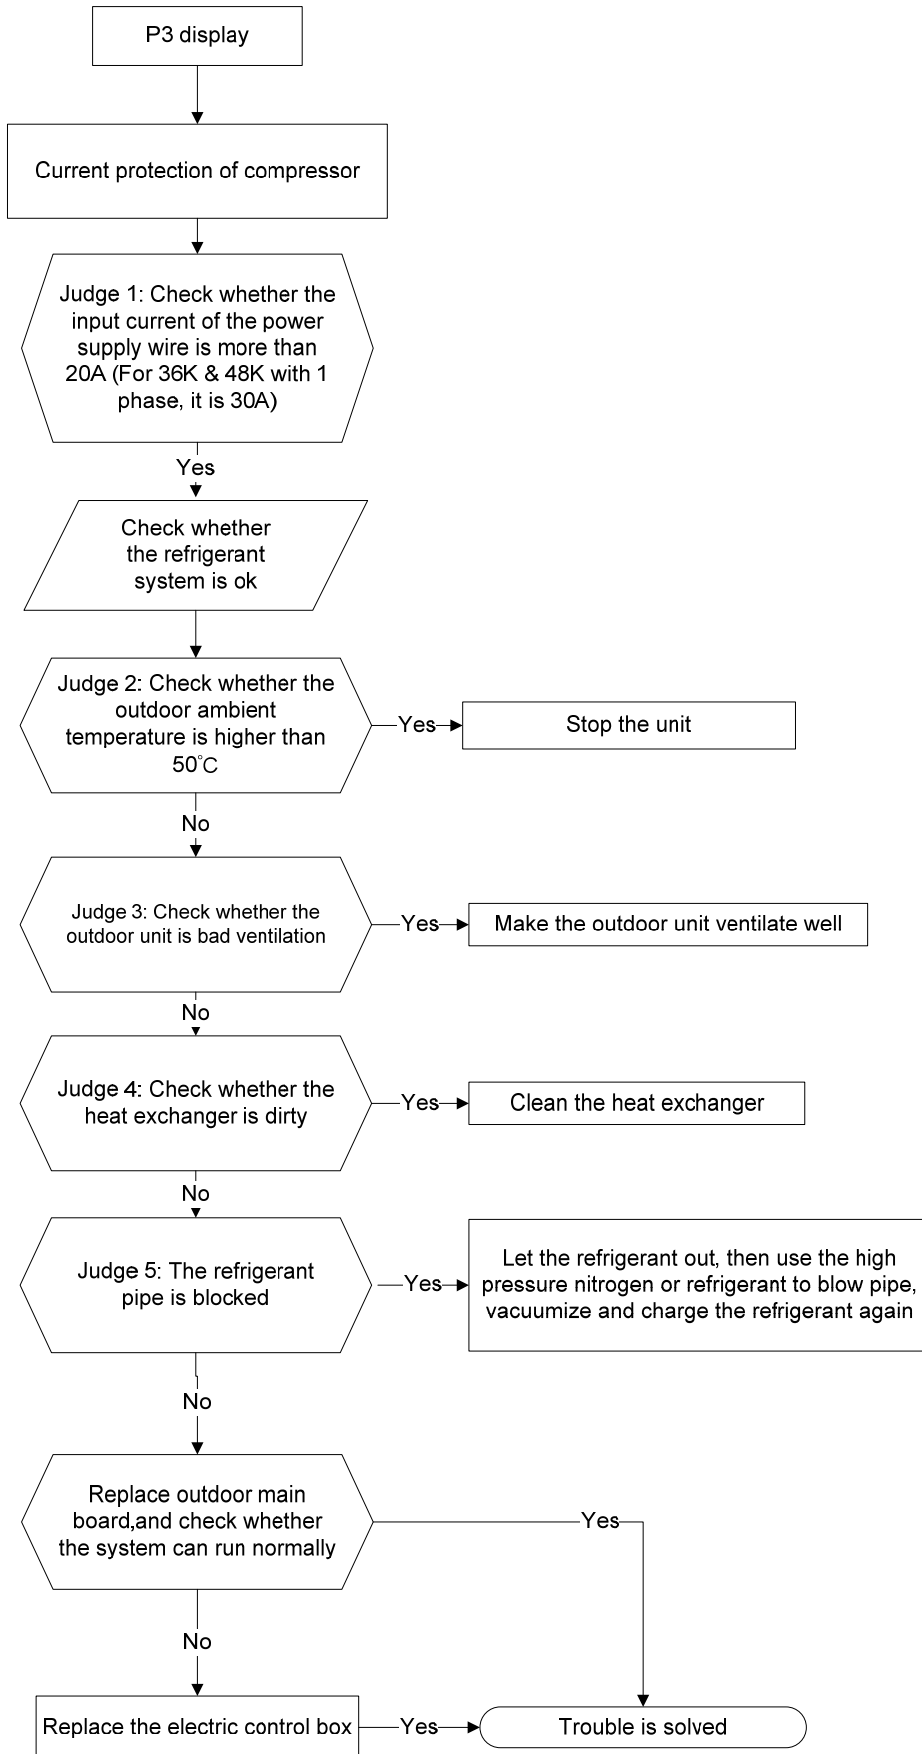 P3 display
Current protection of compressor
Judge 1: Check whether the
input current of the power
supply wire is more than
20A (For 36K & 48K with 1
phase, it is 30A)
Yes
Check whether
the refrigerant
system is ok
Judge 2: Check whether the
outdoor ambient
temperature is higher than
50°C
Yes
Stop the unit
No
Judge 3: Check whether the
outdoor unit is bad ventilation
Yes
Make the outdoor unit ventilate well
No
Judge 4: Check whether the
heat exchanger is dirty
Yes
Clean the heat exchanger
No
Judge 5: The refrigerant
pipe is blocked
Yes
Let the refrigerant out, then use the high
pressure nitrogen or refrigerant to blow pipe,
vacuumize and charge the refrigerant again
No
Replace outdoor main
board,and check whether
the system can run normally
Yes
No
Replace the electric control box
Yes
Trouble is solved